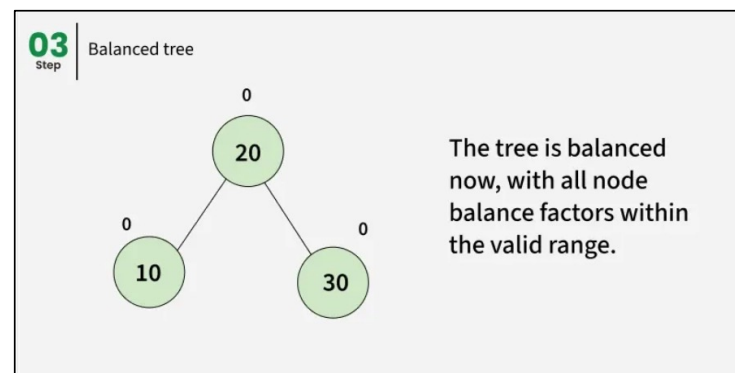 03
Step
Balanced tree
0
20
0
0
10
30
The tree is balanced
now, with all node
balance factors within
the valid range.